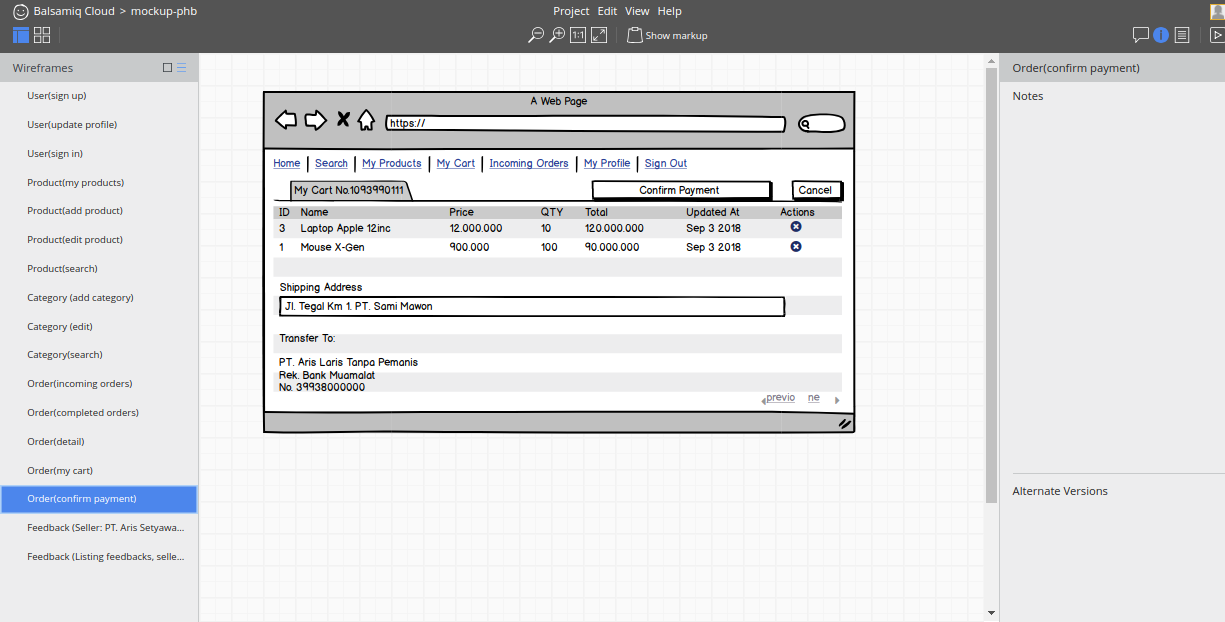 Balsamiq Cloud > mockup-phb
Project Edit View Help
1:1 Show markup
Wireframes
User(sign up)
User(update profile)
User(sign in)
Product(my products)
Product(add product)
Product(edit product)
Product(search)
Category (add category)
Category (edit)
Category(search)
Order(incoming orders)
Order(completed orders)
Order(detail)
Order(my cart)
Order(confirm payment)
Feedback (Seller: PT. Aris Setyawa...
Feedback (Listing feedbacks, selle...
A Web Page
https://
Home | Search | My Products | My Cart | Incoming Orders | My Profile | Sign Out
My Cart No.1093990111 Confirm Payment Cancel
ID Name Price QTY Total Updated At Actions
3 Laptop Apple 12inc 12.000.000 10 120.000.000 Sep 3 2018
1 Mouse X-Gen 900.000 100 90.000.000 Sep 3 2018
Shipping Address
Jl. Tegal Km 1. PT. Sami Mawon
Transfer To:
PT. Aris Laris Tanpa Pemanis
Rek. Bank Muamalat
No. 39938000000
previo ne
Order(confirm payment)
Notes
Alternate Versions